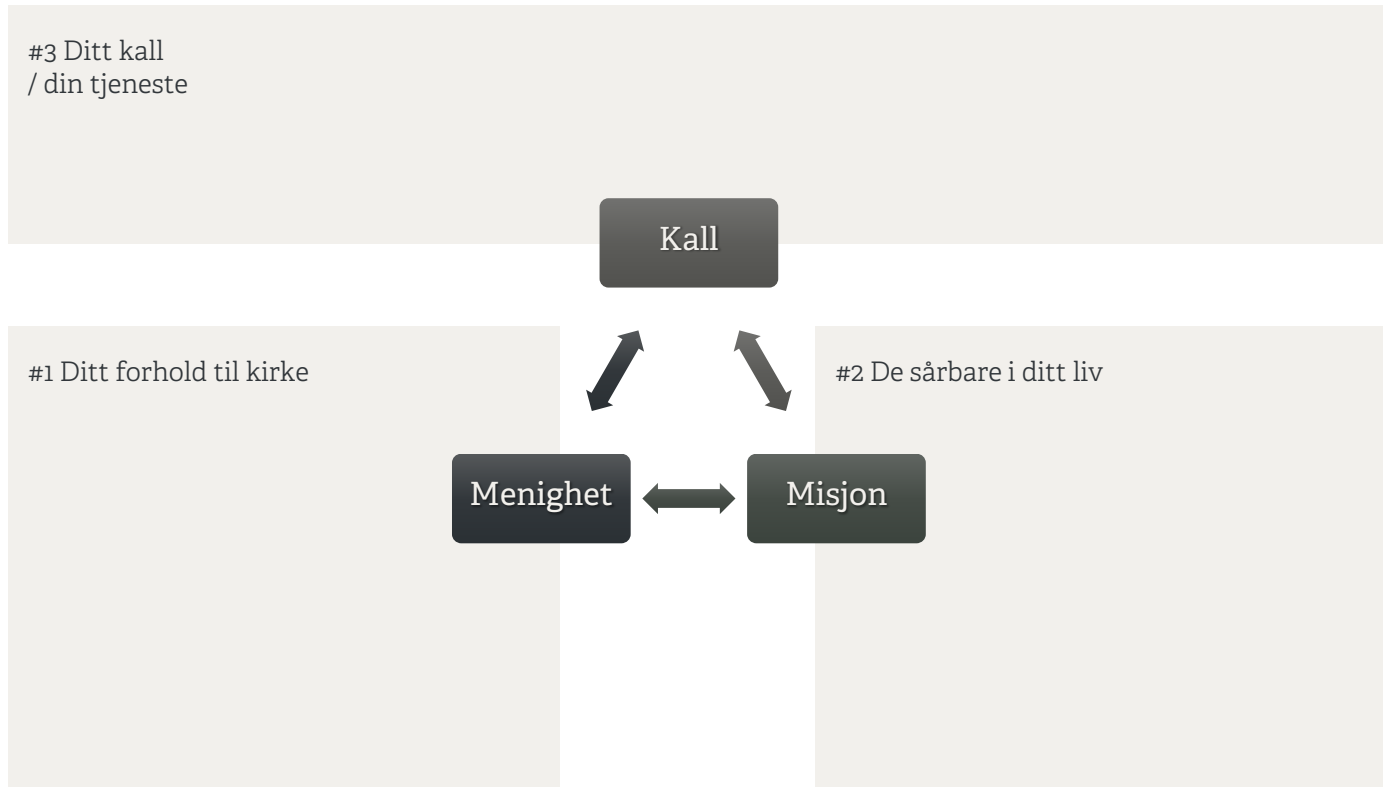 #3 Ditt kall
/ din tjeneste
Kall
#1 Ditt forhold til kirke
#2 De sårbare i ditt liv
Menighet
Misjon